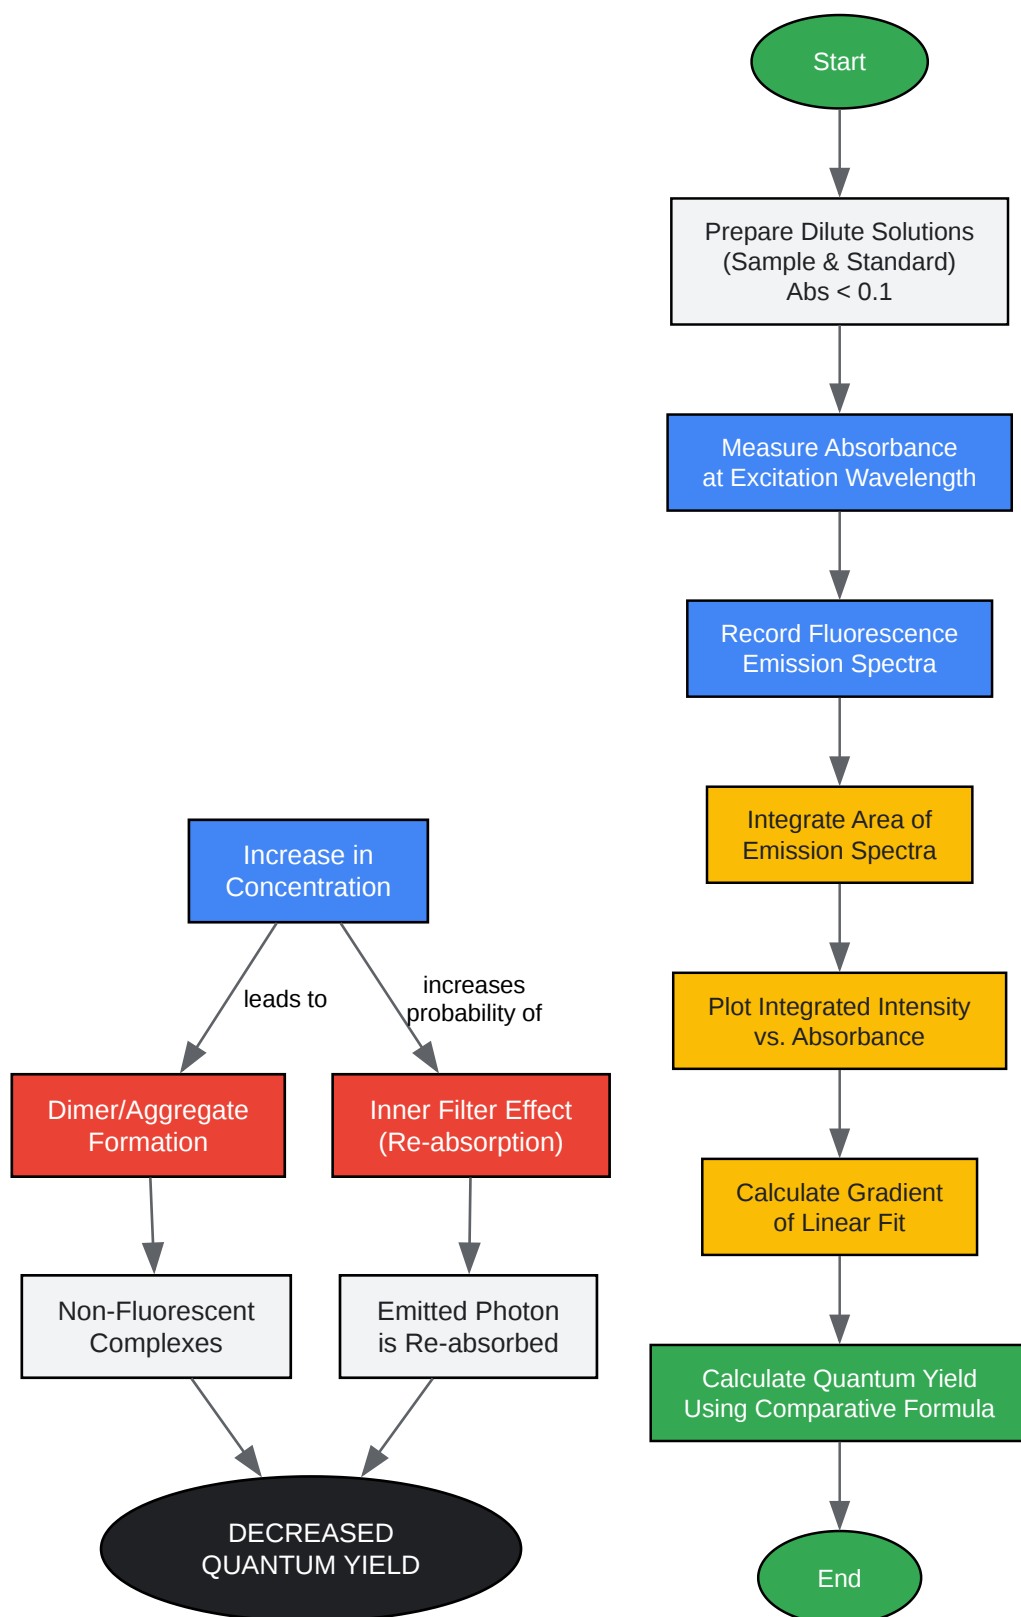 Start
Prepare Dilute Solutions
(Sample & Standard)
Abs < 0.1
Measure Absorbance
at Excitation Wavelength
Record Fluorescence
Emission Spectra
Integrate Area of
Emission Spectra
Plot Integrated Intensity
vs. Absorbance
Calculate Gradient
of Linear Fit
Calculate Quantum Yield
Using Comparative Formula
End
Increase in
Concentration
leads to
increases
probability of
Dimer/Aggregate
Formation
Inner Filter Effect
(Re-absorption)
Non-Fluorescent
Complexes
Emitted Photon
is Re-absorbed
DECREASED
QUANTUM YIELD